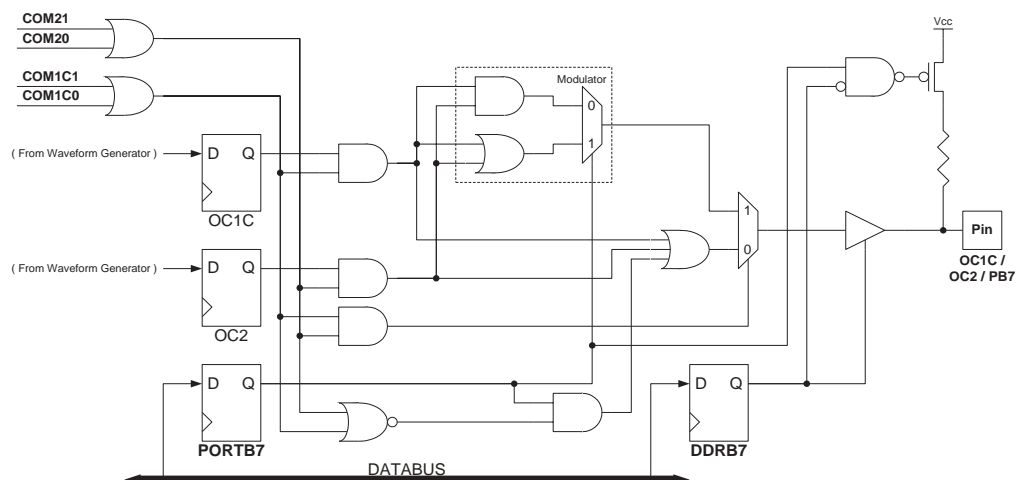 COM21
COM20
Vcc
COM1C1
COM1C0
Modulator
0
1
( From Waveform Generator )
D Q
OC1C
1
0
Pin
OC1C /
OC2 / PB7
( From Waveform Generator )
D Q
OC2
D Q
PORTB7
D Q
DDRB7
DATABUS